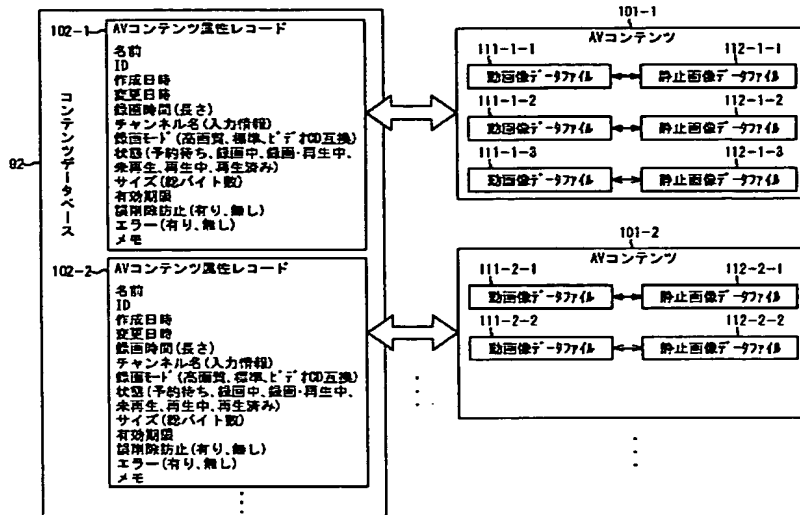 82
コンテンツデータベース
102-1
AVコンテンツ属性レコード
名前
ID
作成日時
変更日時
録画時間(長さ)
チャンネル名(入力情報)
録画モード(高画質、標準、ビデオCD互換)
状態(予約待ち、録画中、録画・再生中、
未再生、再生中、再生済み)
サイズ(総バイト数)
有効期限
誤削除防止(有り、無し)
エラー(有り、無し)
メモ
102-2
AVコンテンツ属性レコード
名前
ID
作成日時
変更日時
録画時間(長さ)
チャンネル名(入力情報)
録画モード(高画質、標準、ビデオCD互換)
状態(予約待ち、録画中、録画・再生中、
未再生、再生中、再生済み)
サイズ(総バイト数)
有効期限
誤削除防止(有り、無し)
エラー(有り、無し)
メモ
101-1
AVコンテンツ
111-1-1
112-1-1
動画像データファイル
静止画像データファイル
111-1-2
112-1-2
動画像データファイル
静止画像データファイル
111-1-3
112-1-3
動画像データファイル
静止画像データファイル
101-2
AVコンテンツ
111-2-1
112-2-1
動画像データファイル
静止画像データファイル
111-2-2
112-2-2
動画像データファイル
静止画像データファイル